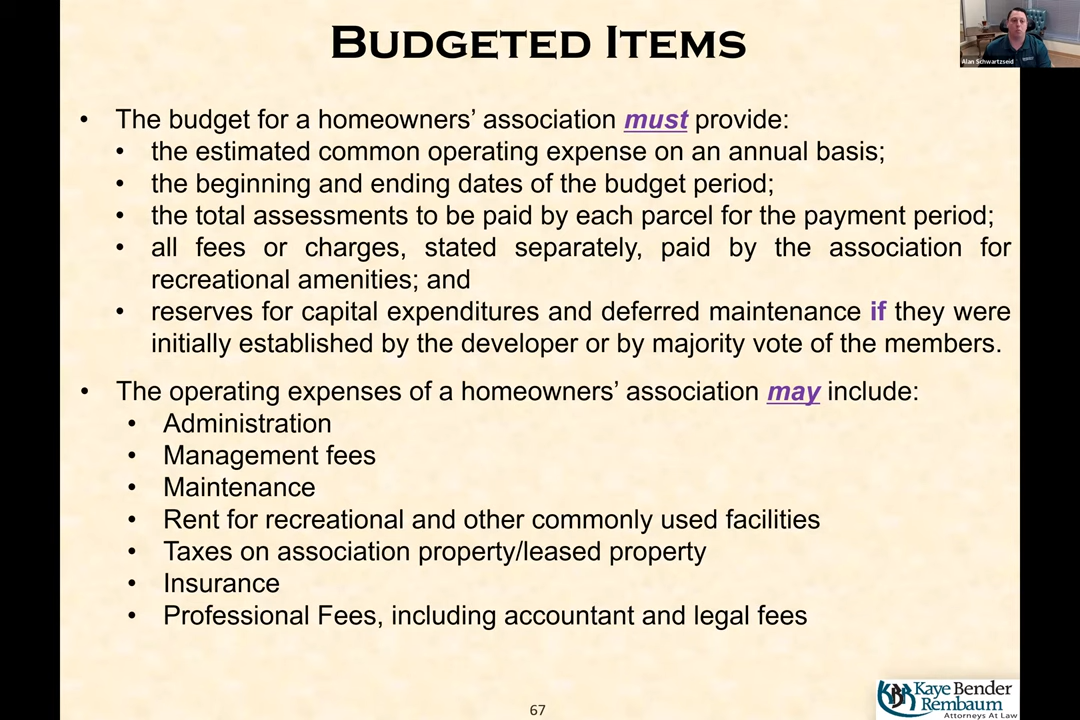 BUDGETED ITEMS
Alan Schwartzseid
• The budget for a homeowners’ association must provide:
• the estimated common operating expense on an annual basis;
• the beginning and ending dates of the budget period;
• the total assessments to be paid by each parcel for the payment period;
• all fees or charges, stated separately, paid by the association for
recreational amenities; and
• reserves for capital expenditures and deferred maintenance if they were
initially established by the developer or by majority vote of the members.
• The operating expenses of a homeowners’ association may include:
• Administration
• Management fees
• Maintenance
• Rent for recreational and other commonly used facilities
• Taxes on association property/leased property
• Insurance
• Professional Fees, including accountant and legal fees
67
KBR Kaye Bender
Rembaum
Attorneys At Law